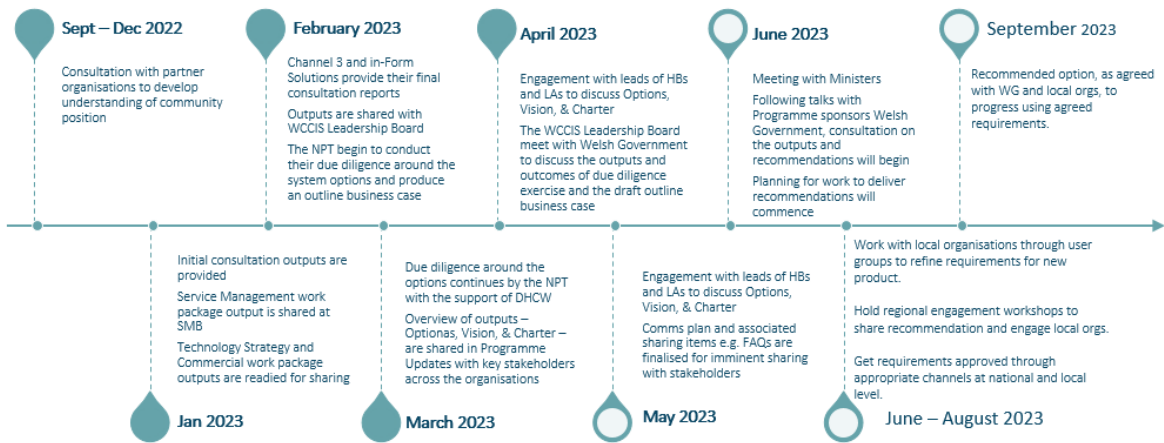 Sept – Dec 2022
Consultation with partner
organisations to develop
understanding of community
position
February 2023
Channel 3 and in-Form
Solutions provide their final
consultation reports
Outputs are shared with
WCCIS Leadership Board
The NPT begin to conduct
their due diligence around the
system options and produce
an outline business case
April 2023
Engagement with leads of HBs
and LAs to discuss Options,
Vision, & Charter
The WCCIS Leadership Board
meet with Welsh Government
to discuss the outputs and
outcomes of due diligence
exercise and the draft outline
business case
June 2023
Meeting with Ministers
Following talks with
Programme sponsors Welsh
Government, consultation on
the outputs and
recommendations will begin
Planning for work to deliver
recommendations will
commence
September 2023
Recommended option, as agreed
with WG and local orgs, to
progress using agreed
requirements.
Initial consultation outputs are
provided
Service Management work
package output is shared at
SMB
Technology Strategy and
Commercial work package
outputs are readied for sharing
Jan 2023
Due diligence around the
options continues by the NPT
with the support of DHCW
Overview of outputs –
Optionas, Vision, & Charter –
are shared in Programme
Updates with key stakeholders
across the organisations
March 2023
Engagement with leads of HBs
and LAs to discuss Options,
Vision, & Charter
Comms plan and associated
sharing items e.g. FAQs are
finalised for imminent sharing
with stakeholders
May 2023
Work with local organisations through user
groups to refine requirements for new
product.
Hold regional engagement workshops to
share recommendation and engage local orgs.
Get requirements approved through
appropriate channels at national and local
level.
June – August 2023